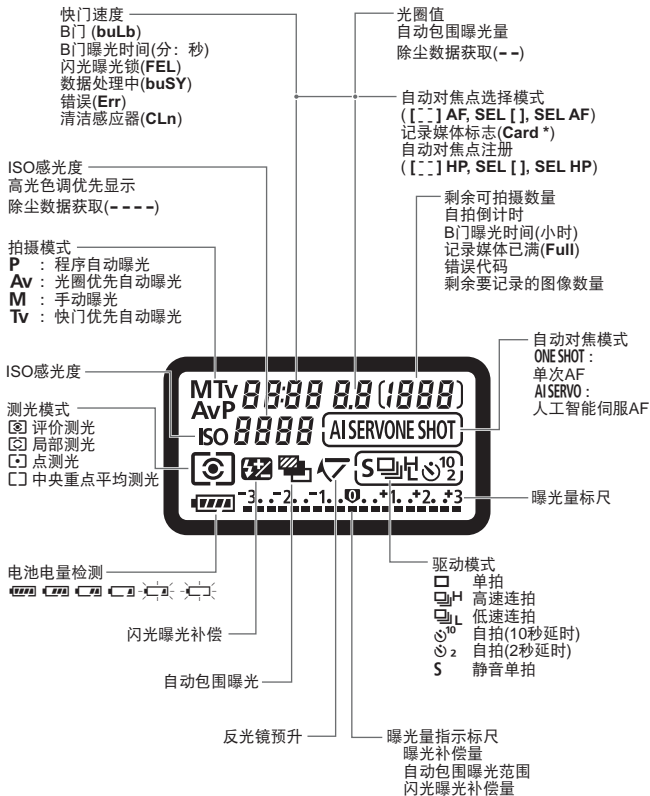 快门速度
B门 (buLb)
B门曝光时间(分：秒)
闪光曝光锁(FEL)
数据处理中(buSY)
错误(Err)
清洁感应器(CLn)
光圈值
自动包围曝光量
除尘数据获取(- -)
自动对焦点选择模式
( [- -] AF, SEL [ ], SEL AF)
记录媒体标志(Card *)
自动对焦点注册
( [- -] HP, SEL [ ], SEL HP)
ISO感光度
高光色调优先显示
除尘数据获取(- - - -)
剩余可拍摄数量
自拍倒计时
B门曝光时间(小时)
记录媒体已满(Full)
错误代码
剩余要记录的图像数量
拍摄模式
P ：程序自动曝光
Av ：光圈优先自动曝光
M ：手动曝光
Tv ：快门优先自动曝光
自动对焦模式
ONE SHOT：
单次AF
AI SERVO：
人工智能伺服AF
ISO感光度
测光模式
评价测光
局部测光
点测光
中央重点平均测光
MTv 88:88 8.8 (1888)
AvP
ISO 8888 AI SERVONE SHOT
S H 10 2
-3..-2..-1..0..+1..+2..+3
曝光量标尺
电池电量检测
闪光曝光补偿
自动包围曝光
反光镜预升
驱动模式
单拍
H 高速连拍
L 低速连拍
10 自拍(10秒延时)
2 自拍(2秒延时)
S 静音单拍
曝光量指示标尺
曝光补偿量
自动包围曝光范围
闪光曝光补偿量